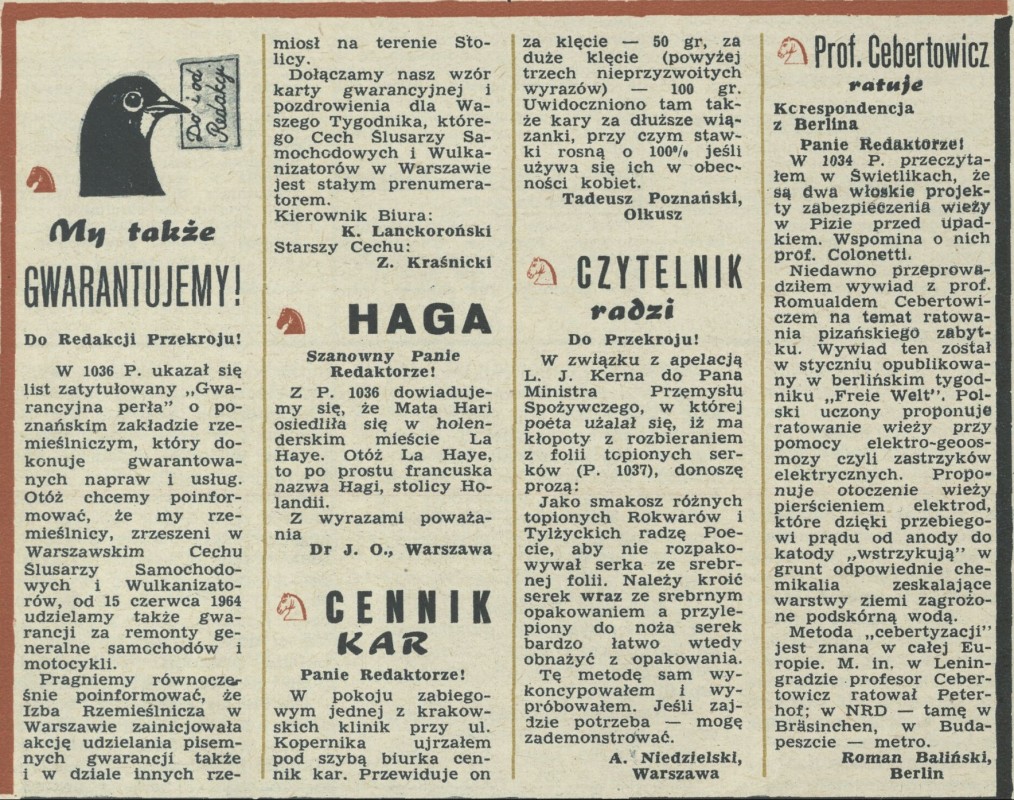 Do i od
Redakcji
My także
GWARANTUJEMY!
Do Redakcji Przekroju!
W 1036 P. ukazał się
list zatytułowany „Gwa-
rancyjna perła” o po-
znańskim zakładzie rze-
mieślniczym, który do-
konuje gwarantowa-
nych napraw i usług.
Otóż chcemy poinfor-
mować, że my rze-
mieślnicy, zrzeszeni w
Warszawskim Cechu
Ślusarzy Samochodo-
wych i Wulkanizato-
rów, od 15 czerwca 1964
udzielamy także gwa-
rancji za remonty ge-
neralne samochodów i
motocykli.
Pragniemy równocze-
śnie poinformować, że
Izba Rzemieślnicza w
Warszawie zainicjowała
akcję udzielania pisem-
nych gwarancji także
i w dziale innych rze-
miosł na terenie Sto-
licy.
Dołączamy nasz wzór
karty gwarancyjnej i
pozdrowienia dla Wa-
szego Tygodnika, które-
go Cech Ślusarzy Sa-
mochodowych i Wulka-
nizatorów w Warszawie
jest stałym prenumera-
torem.
Kierownik Biura:
K. Lanckoroński
Starszy Cechu:
Z. Kraśnicki
HAGA
Szanowny Panie
Redaktorze!
Z P. 1036 dowiaduje-
my się, że Mata Hari
osiedliła się w holen-
derskim mieście La
Haye. Otóż La Haye,
to po prostu francuska
nazwa Hagi, stolicy Ho-
landii.
Z wyrazami poważa-
nia
Dr J. O., Warszawa
CENNIK
KAR
Panie Redaktorze!
W pokoju zabiego-
wym jednej z krakow-
skich klinik przy ul.
Kopernika ujrzałem
pod szybą biurka cen-
nik kar. Przewiduje on
za klęcie — 50 gr, za
duże klęcie (powyżej
trzech nieprzyzwoitych
wyrazów) — 100 gr.
Uwidoczniono tam tak-
że kary za dłuższe wią-
zanki, przy czym staw-
ki rosną o 100% jeśli
używa się ich w obec-
ności kobiet.
Tadeusz Poznański,
Olkusz
CZYTELNIK
radzi
Do Przekroju!
W związku z apelacją
L. J. Kerna do Pana
Ministra Przemysłu
Spożywczego, w której
poeta użalał się, iż ma
kłopoty z rozbieraniem
z folii topionych ser-
ków (P. 1037), donoszę
prozą:
Jako smakosz różnych
topionych Rokwarów i
Tylżyckich radzę Poe-
cie, aby nie rozpako-
wywał serka ze srebr-
nej folii. Należy kroić
serek wraz ze srebrnym
opakowaniem a przyle-
piony do noża serek
bardzo łatwo wtedy
obnażyć z opakowania.
Tę metodę sam wy-
koncypowałem i wy-
próbowałem. Jeśli zaj-
dzie potrzeba — mogę
zademonstrować.
A. Niedzielski,
Warszawa
Prof. Cebertowicz
ratuje
Korespondencja
z Berlina
Panie Redaktorze!
W 1034 P. przeczyta-
łem w Świetlikach, że
są dwa włoskie projek-
ty zabezpieczenia wieży
w Pizie przed upad-
kiem. Wspomina o nich
prof. Colonetti.
Niedawno przeprowa-
dziłem wywiad z prof.
Romualdem Cebertowi-
czem na temat ratowa-
nia pizańskiego zabyt-
ku. Wywiad ten został
w styczniu opublikowa-
ny w berlińskim tygod-
niku „Freie Welt”. Pol-
ski uczony proponuje
ratowanie wieży przy
pomocy elektro-geoos-
mozy czyli zastrzyków
elektrycznych. Propo-
nuje otoczenie wieży
pierścieniem elektrod,
które dzięki przebiego-
wi prądu od anody do
katody „wstrzykują” w
grunt odpowiednie che-
mikalia zeskalające
warstwy ziemi zagrożo-
ne podskórną wodą.
Metoda „cebertyzacji”
jest znana w całej Eu-
ropie. M. in. w Lenin-
gradzie profesor Ceber-
towicz ratował Peter-
hof; w NRD — tamę w
Bräsinchen, w Buda-
peszcie — metro.
Roman Baliński,
Berlin